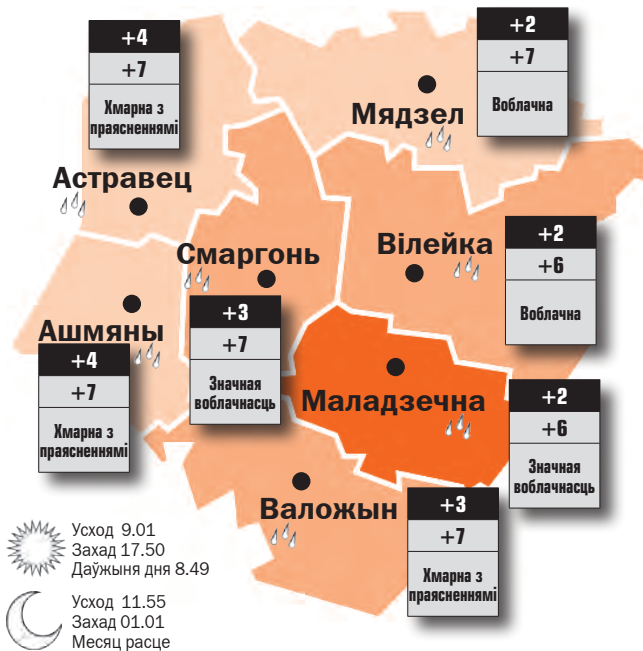 +4
+7
Хмарна з
праясненнямі
+2
+7
Воблачна
Мядзел
Астравец
Смаргонь
Вілейка
+2
+6
Воблачна
Ашмяны
+3
+7
Значная
воблачнасць
+4
+7
Хмарна з
праясненнямі
Маладзечна
+2
+6
Значная
воблачнасць
Валожын
+3
+7
Хмарна з
праясненнямі
Усход 9.01
Захад 17.50
Даўжыня дня 8.49
Усход 11.55
Захад 01.01
Месяц расце